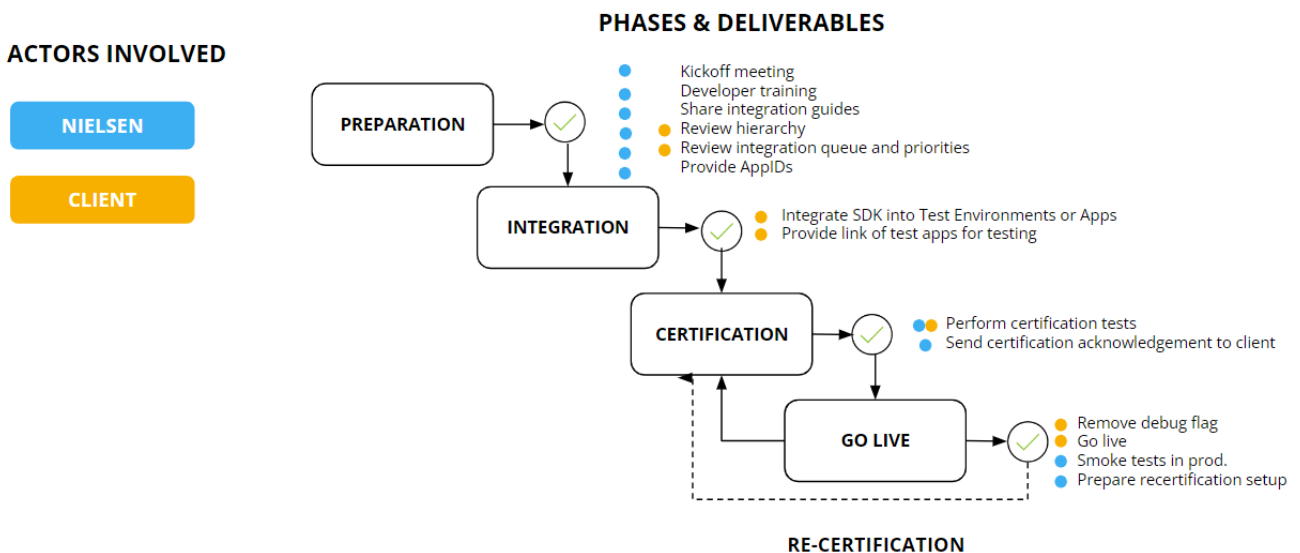 PHASES & DELIVERABLES
ACTORS INVOLVED
NIELSEN
CLIENT
PREPARATION
Kickoff meeting
Developer training
Share integration guides
Review hierarchy
Review integration queue and priorities
Provide AppIDs
INTEGRATION
Integrate SDK into Test Environments or Apps
Provide link of test apps for testing
CERTIFICATION
Perform certification tests
Send certification acknowledgement to client
GO LIVE
Remove debug flag
Go live
Smoke tests in prod.
Prepare recertification setup
RE-CERTIFICATION